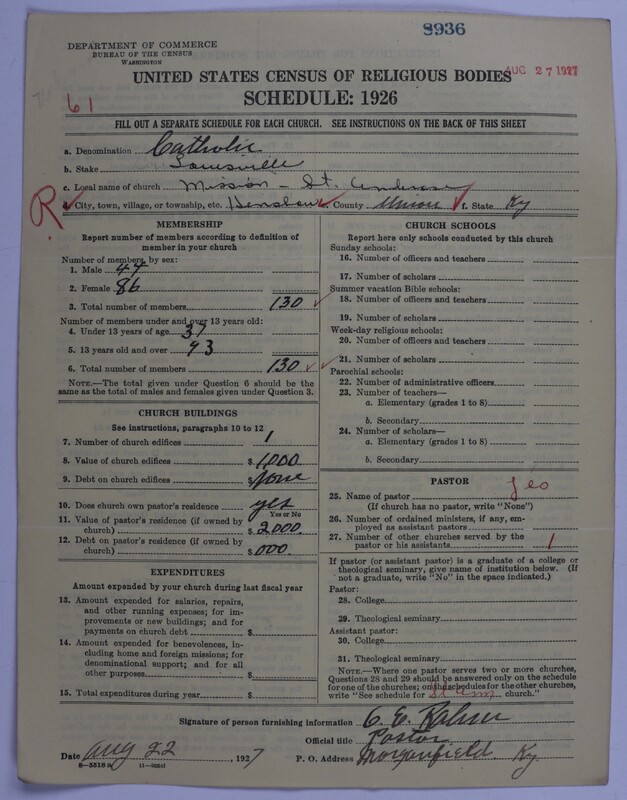 8936
DEPARTMENT OF COMMERCE
BUREAU OF THE CENSUS
WASHINGTON
UNITED STATES CENSUS OF RELIGIOUS BODIES
AUG 27 1927
61
SCHEDULE: 1926
FILL OUT A SEPARATE SCHEDULE FOR EACH CHURCH. SEE INSTRUCTIONS ON THE BACK OF THIS SHEET
a. Denomination Catholic
b. Stake Louisville
c. Local name of church Mission - St.
R
City, town, village, or township, etc. Henshaw County Union f. State Ky
MEMBERSHIP
Report number of members according to definition of
member in your church
Number of members, by sex:
1. Male 44
2. Female 86
3. Total number of members 130
Number of members under and over 13 years old:
4. Under 13 years of age 37
5. 13 years old and over 93
6. Total number of members 130
NOTE.—The total given under Question 6 should be
same as the total of males and females given under Question 3.
CHURCH BUILDINGS
See instructions, paragraphs 10 to 12
7. Number of church edifices 1
8. Value of church edifices $ 1,000
9. Debt on church edifices $ None
10. Does church own pastor's residence yes
Yes or No
11. Value of pastor's residence (if owned by
church) $ 2,000
12. Debt on pastor's residence (if owned by
church) $ 000
EXPENDITURES
Amount expended by your church during last fiscal year
13. Amount expended for salaries, repairs,
and other running expenses; for im-
provements or new buildings; and for
payments on church debt $
14. Amount expended for benevolences, in-
cluding home and foreign missions; for
denominational support; and for all
other purposes $
15. Total expenditures during year $
CHURCH SCHOOLS
Report here only schools conducted by this church
Sunday schools:
16. Number of officers and teachers
17. Number of scholars
Summer vacation Bible schools:
18. Number of officers and teachers
19. Number of scholars
Week-day religious schools:
20. Number of officers and teachers
21. Number of scholars
Parochial schools:
22. Number of administrative officers
23. Number of teachers—
a. Elementary (grades 1 to 8)
b. Secondary
24. Number of scholars—
a. Elementary (grades 1 to 8)
b. Secondary
PASTOR
25. Name of pastor
(If church has no pastor, write "None")
26. Number of ordained ministers, if any, em-
ployed as assistant pastors
27. Number of other churches served by the
pastor or his assistants 1
If pastor (or assistant pastor) is a graduate of a college or
theological seminary, give name of institution below. (If
not a graduate, write "No" in the space indicated.)
Pastor:
28. College
29. Theological seminary
Assistant pastor:
30. College
31. Theological seminary
NOTE.—Where one pastor serves two or more churches,
Questions 28 and 29 should be answered only on the schedule
for one of the churches; on the schedules for the other churches,
write "See schedule for St Ann church."
Signature of person furnishing information C. E.
Official title Pastor
Date Aug 22, 1927
P. O. Address Morganfield Ky.